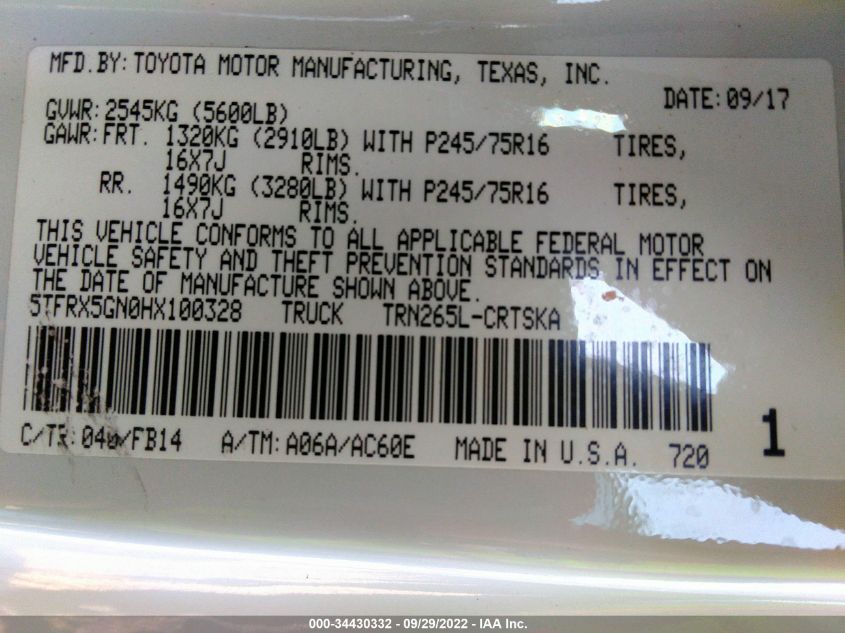 MFD.BY: TOYOTA MOTOR MANUFACTURING, TEXAS, INC.
DATE: 09/17
GVWR: 2545KG (5600LB)
GAWR: FRT. 1320KG (2910LB) WITH P245/75R16 TIRES,
16X7J RIMS.
RR. 1490KG (3280LB) WITH P245/75R16 TIRES,
16X7J RIMS.
THIS VEHICLE CONFORMS TO ALL APPLICABLE FEDERAL MOTOR
VEHICLE SAFETY AND THEFT PREVENTION STANDARDS IN EFFECT ON
THE DATE OF MANUFACTURE SHOWN ABOVE.
5TFRX5GN0HX100328 TRUCK TRN265L-CRTSKA
C/TR: 040/FB14 A/TM: A06A/AC60E MADE IN U.S.A. 720 1
000-34430332 - 09/29/2022 - IAA Inc.